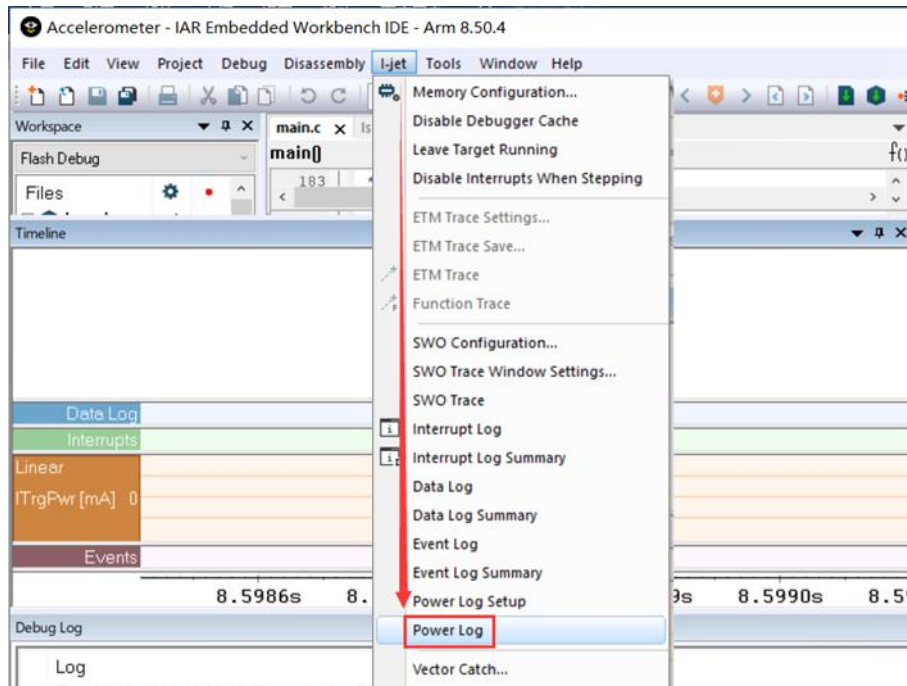 Accelerometer - IAR Embedded Workbench IDE - Arm 8.50.4
File Edit View Project Debug Disassembly I-jet Tools Window Help
Workspace
main.c
Flash Debug
main()
f()
Files
183
Timeline
Data Log
Interrupts
Linear
ITrgPwr [mA] 0
Events
8.5986s 8. 9s 8.5990s 8.5
Debug Log
Log
Memory Configuration...
Disable Debugger Cache
Leave Target Running
Disable Interrupts When Stepping
ETM Trace Settings...
ETM Trace Save...
ETM Trace
Function Trace
SWO Configuration...
SWO Trace Window Settings...
SWO Trace
Interrupt Log
Interrupt Log Summary
Data Log
Data Log Summary
Event Log
Event Log Summary
Power Log Setup
Power Log
Vector Catch...